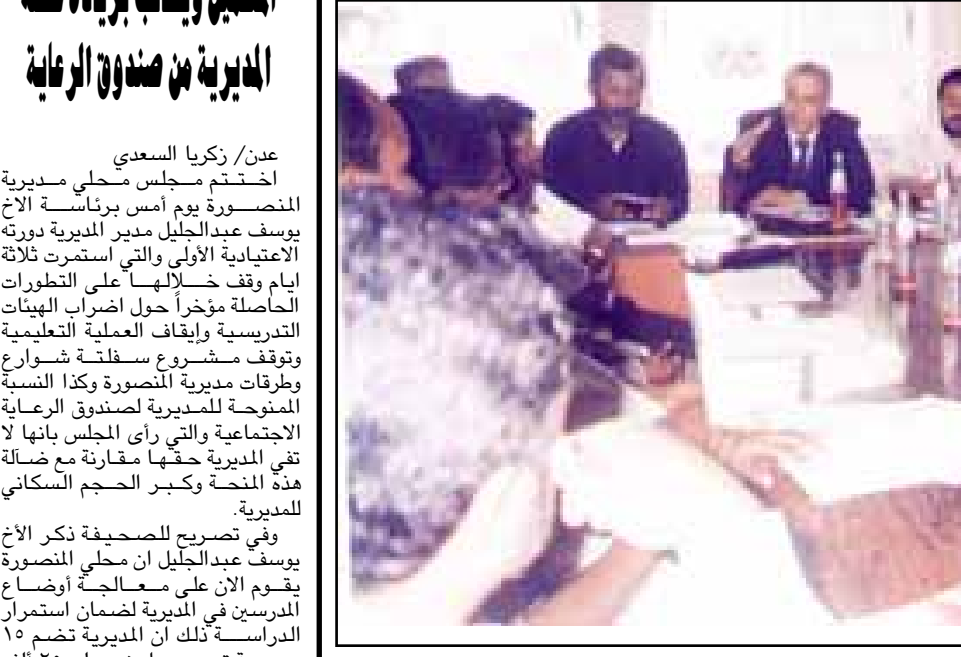 المديرية من صندوق الرعاية
عدن/ زكريا السعدي
اختتم مجلس محلي مديرية
المنصورة يوم أمس برئاسة الاخ
يوسف عبدالجليل مدير المديرية دورته
الاعتيادية الأولى والتي استمرت ثلاثة
ايام وقف خلالها على التطورات
الحاصلة مؤخراً حول اضراب الهيئات
التدريسية وإيقاف العملية التعليمية
وتوقف مشروع سفلتة شوارع
وطرقات مديرية المنصورة وكذا النسبة
الممنوحة للمديرية لصندوق الرعاية
الاجتماعية والتي رأى المجلس بانها لا
تفي المديرية حقها مقارنة مع ضآلة
هذه المنحة وكبر الحجم السكاني
للمديرية.
وفي تصريح للصحيفة ذكر الأخ
يوسف عبدالجليل ان محلي المنصورة
يقوم الان على معالجة أوضاع
المدرسين في المديرية لضمان استمرار
الدراسة ذلك ان المديرية تضم ١٥